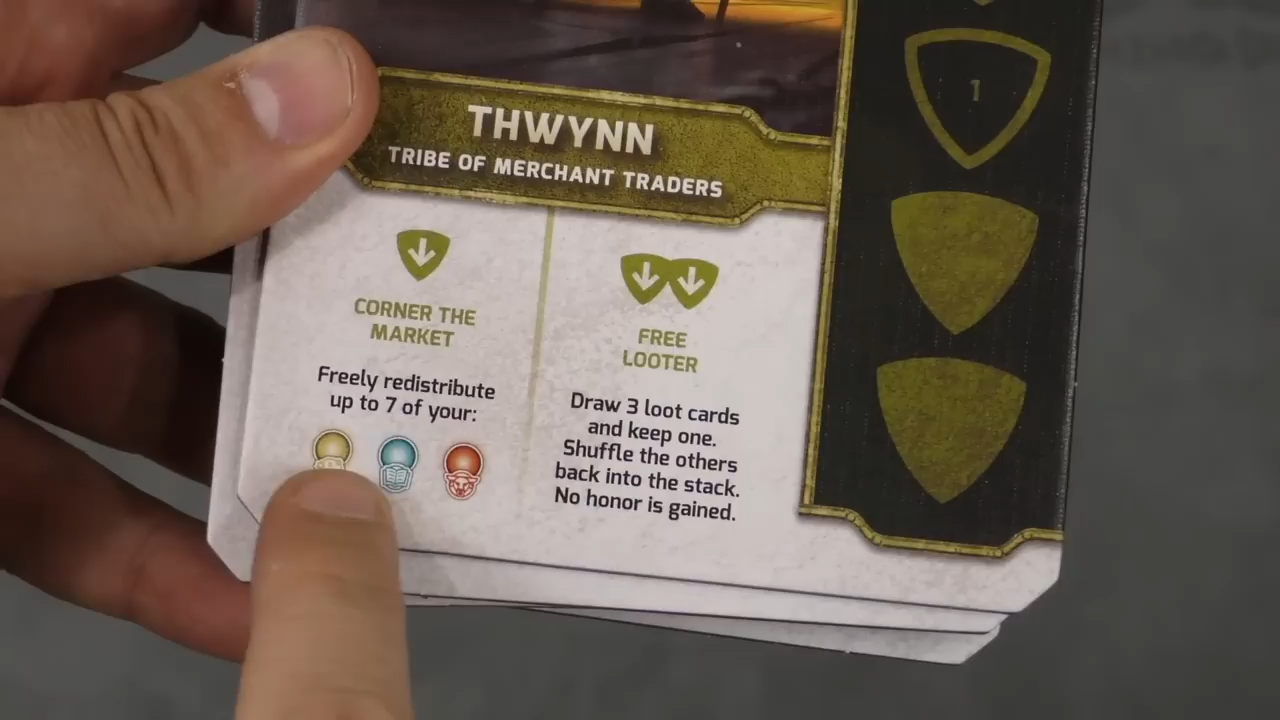 1
THWYNN
TRIBE OF MERCHANT TRADERS
CORNER THE
MARKET
Freely redistribute
up to 7 of your:
FREE
LOOTER
Draw 3 loot cards
and keep one.
Shuffle the others
back into the stack.
No honor is gained.